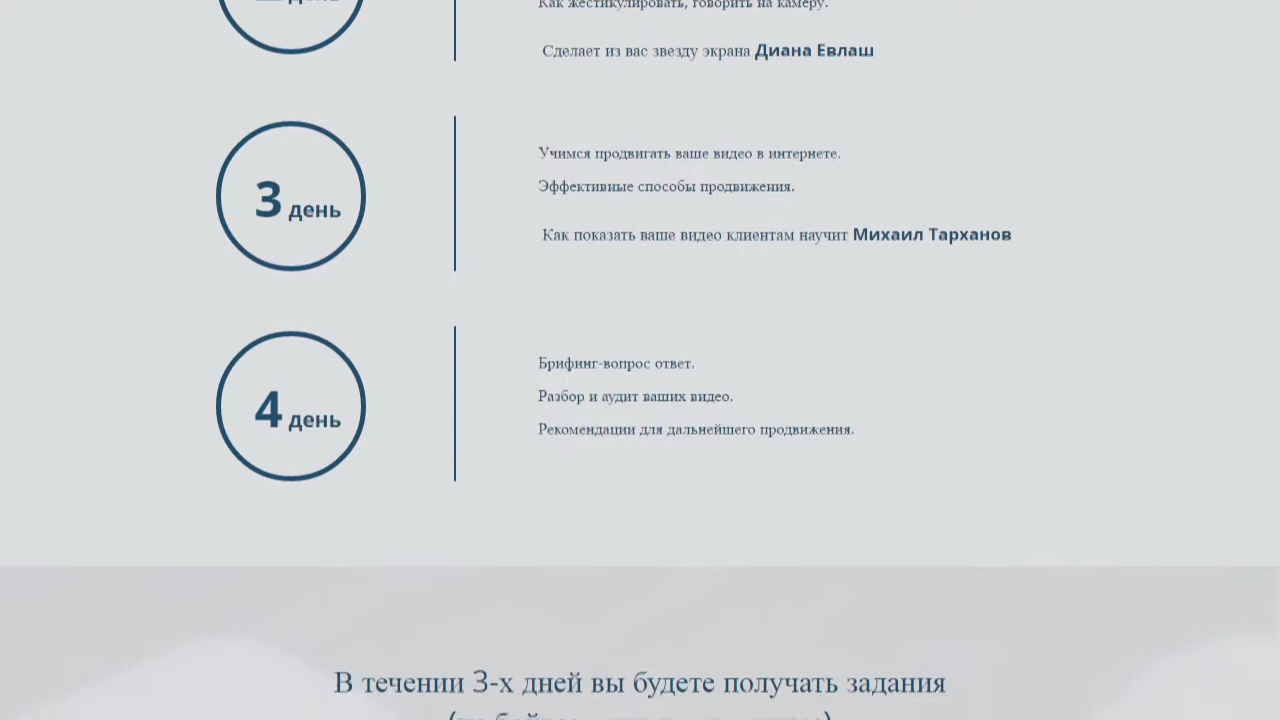 день
Как жестикулировать, говорить на камеру.
Сделает из вас звезду экрана Диана Евлаш
3 день
Учимся продвигать ваше видео в интернете.
Эффективные способы продвижения.
Как показать ваше видео клиентам научит Михаил Тарханов
4 день
Брифинг-вопрос ответ.
Разбор и аудит ваших видео.
Рекомендации для дальнейшего продвижения.
В течении 3-х дней вы будете получать задания